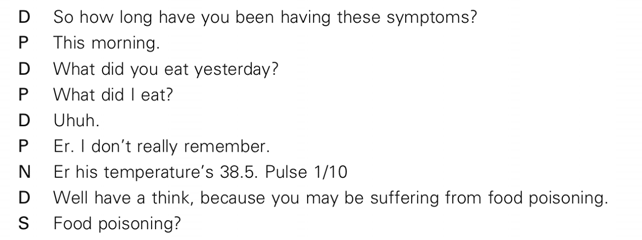 D So how long have you been having these symptoms?
P This morning.
D What did you eat yesterday?
P What did I eat?
D Uhuh.
P Er. I don't really remember.
N Er his temperature's 38.5. Pulse 1/10
D Well have a think, because you may be suffering from food poisoning.
S Food poisoning?